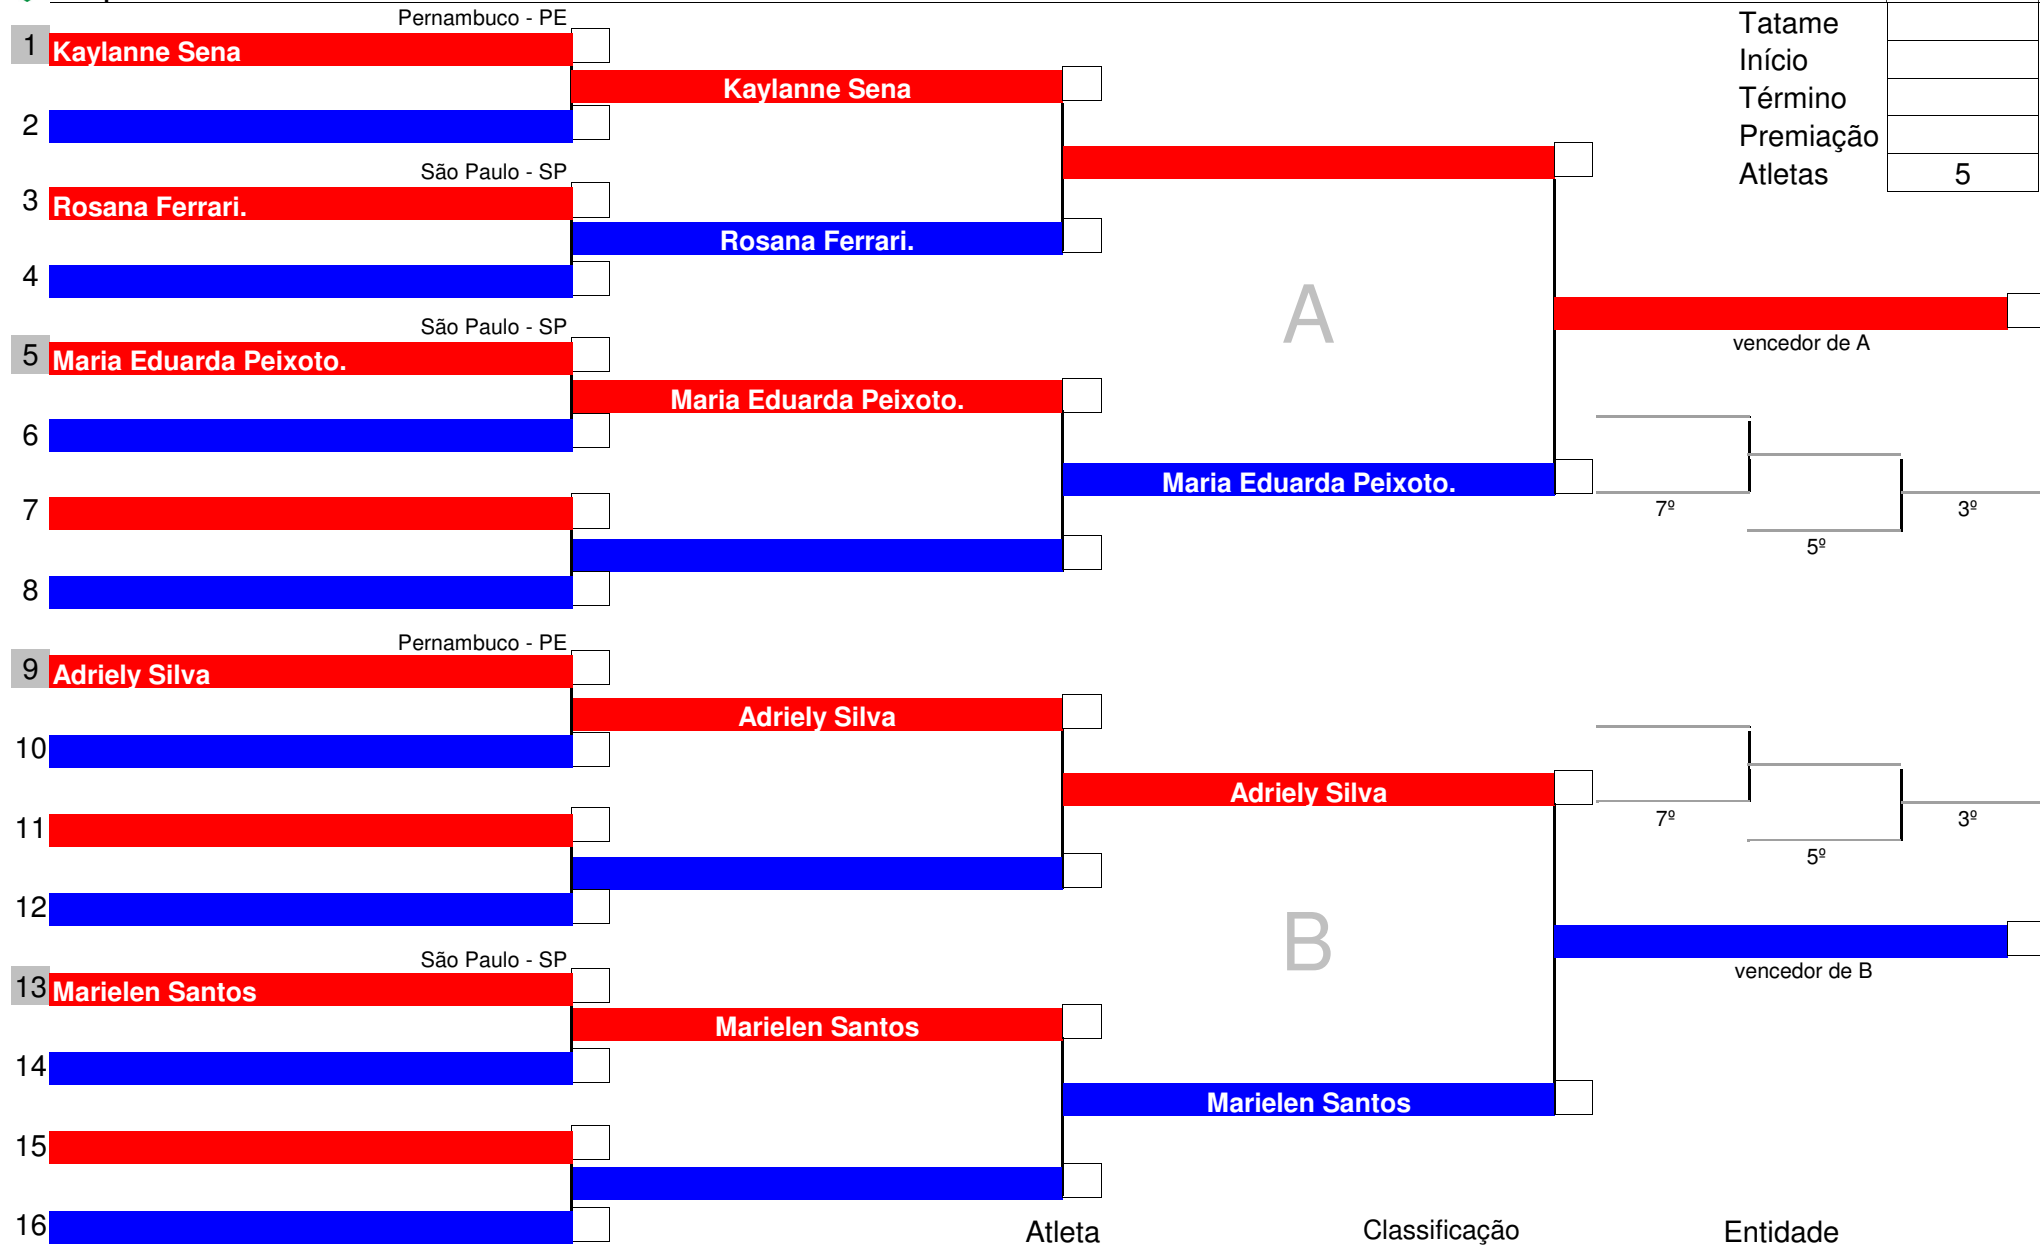 Pernambuco - PE
Tatame
1 Kaylanne Sena
Início
Kaylanne Sena
Término
2
Premiação
São Paulo - SP
Atletas 5
3 Rosana Ferrari.
Rosana Ferrari.
4
A
São Paulo - SP
vencedor de A
5 Maria Eduarda Peixoto.
Maria Eduarda Peixoto.
6
Maria Eduarda Peixoto.
7
7º 3º
5º
8
Pernambuco - PE
9 Adriely Silva
Adriely Silva
10
Adriely Silva
7º 3º
11
5º
12
B
São Paulo - SP
vencedor de B
13 Marielen Santos
Marielen Santos
14
Marielen Santos
15
16
Atleta Classificação Entidade